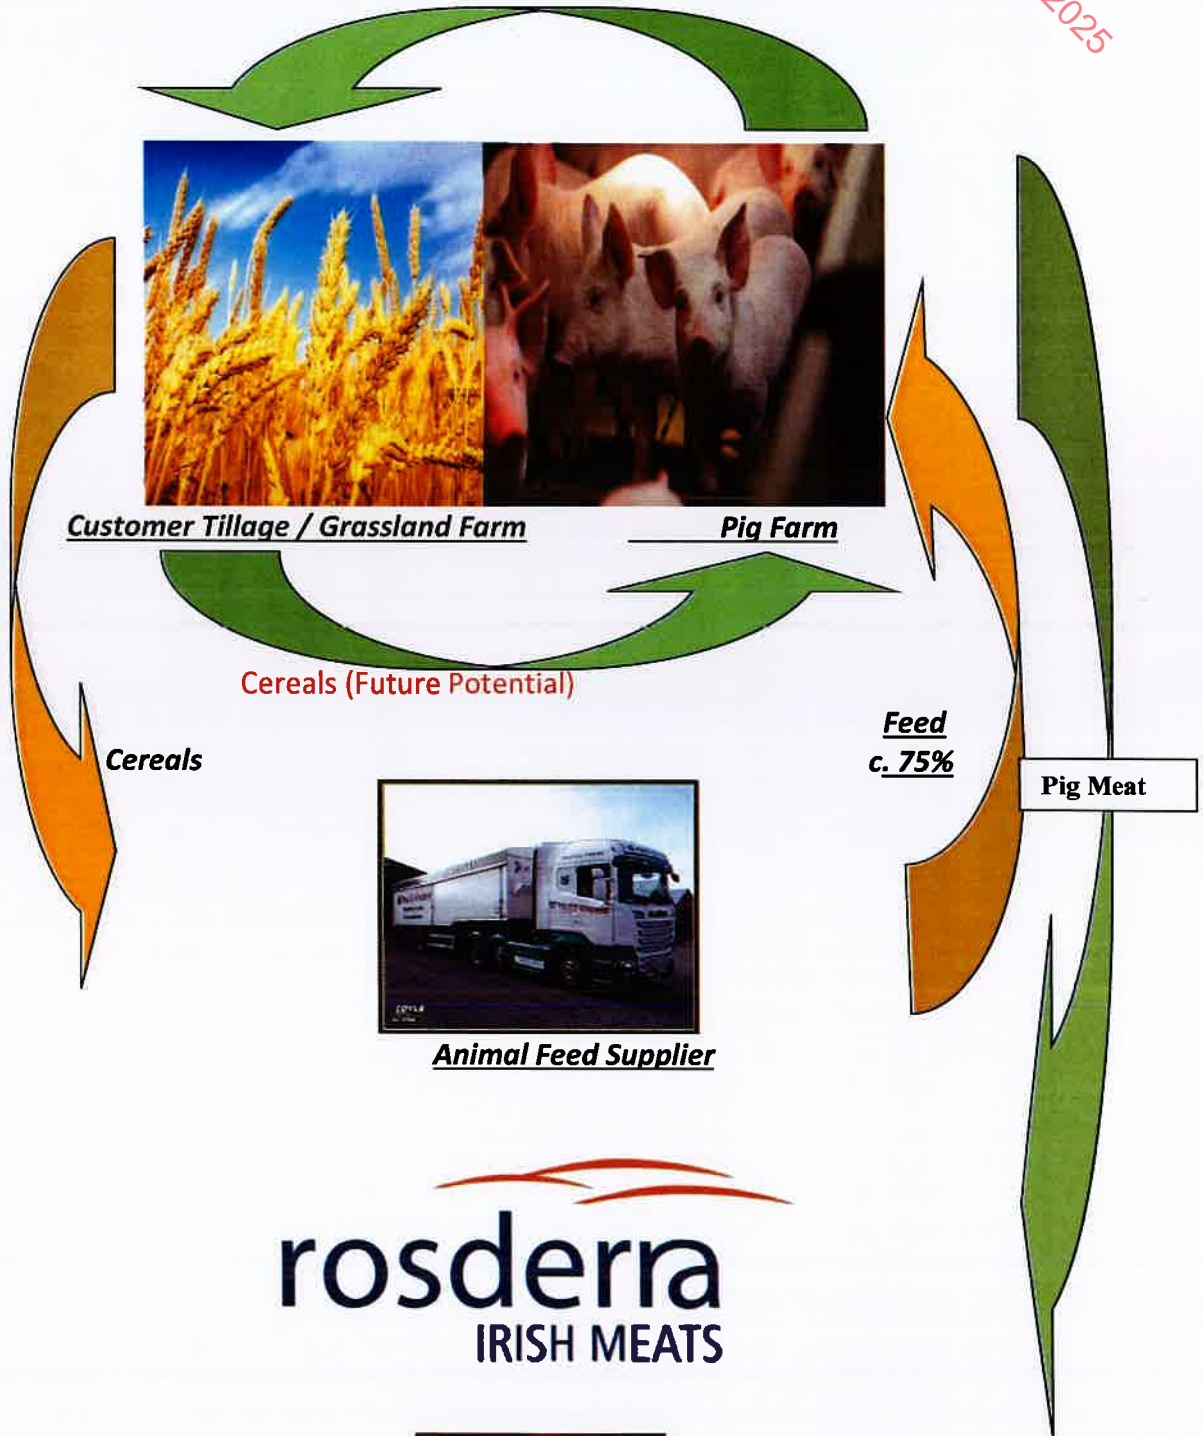 2025
Customer Tillage / Grassland Farm
Pig Farm
Cereals (Future Potential)
Cereals
Feed
c. 75%
Pig Meat
Animal Feed Supplier
rosderra
IRISH MEATS